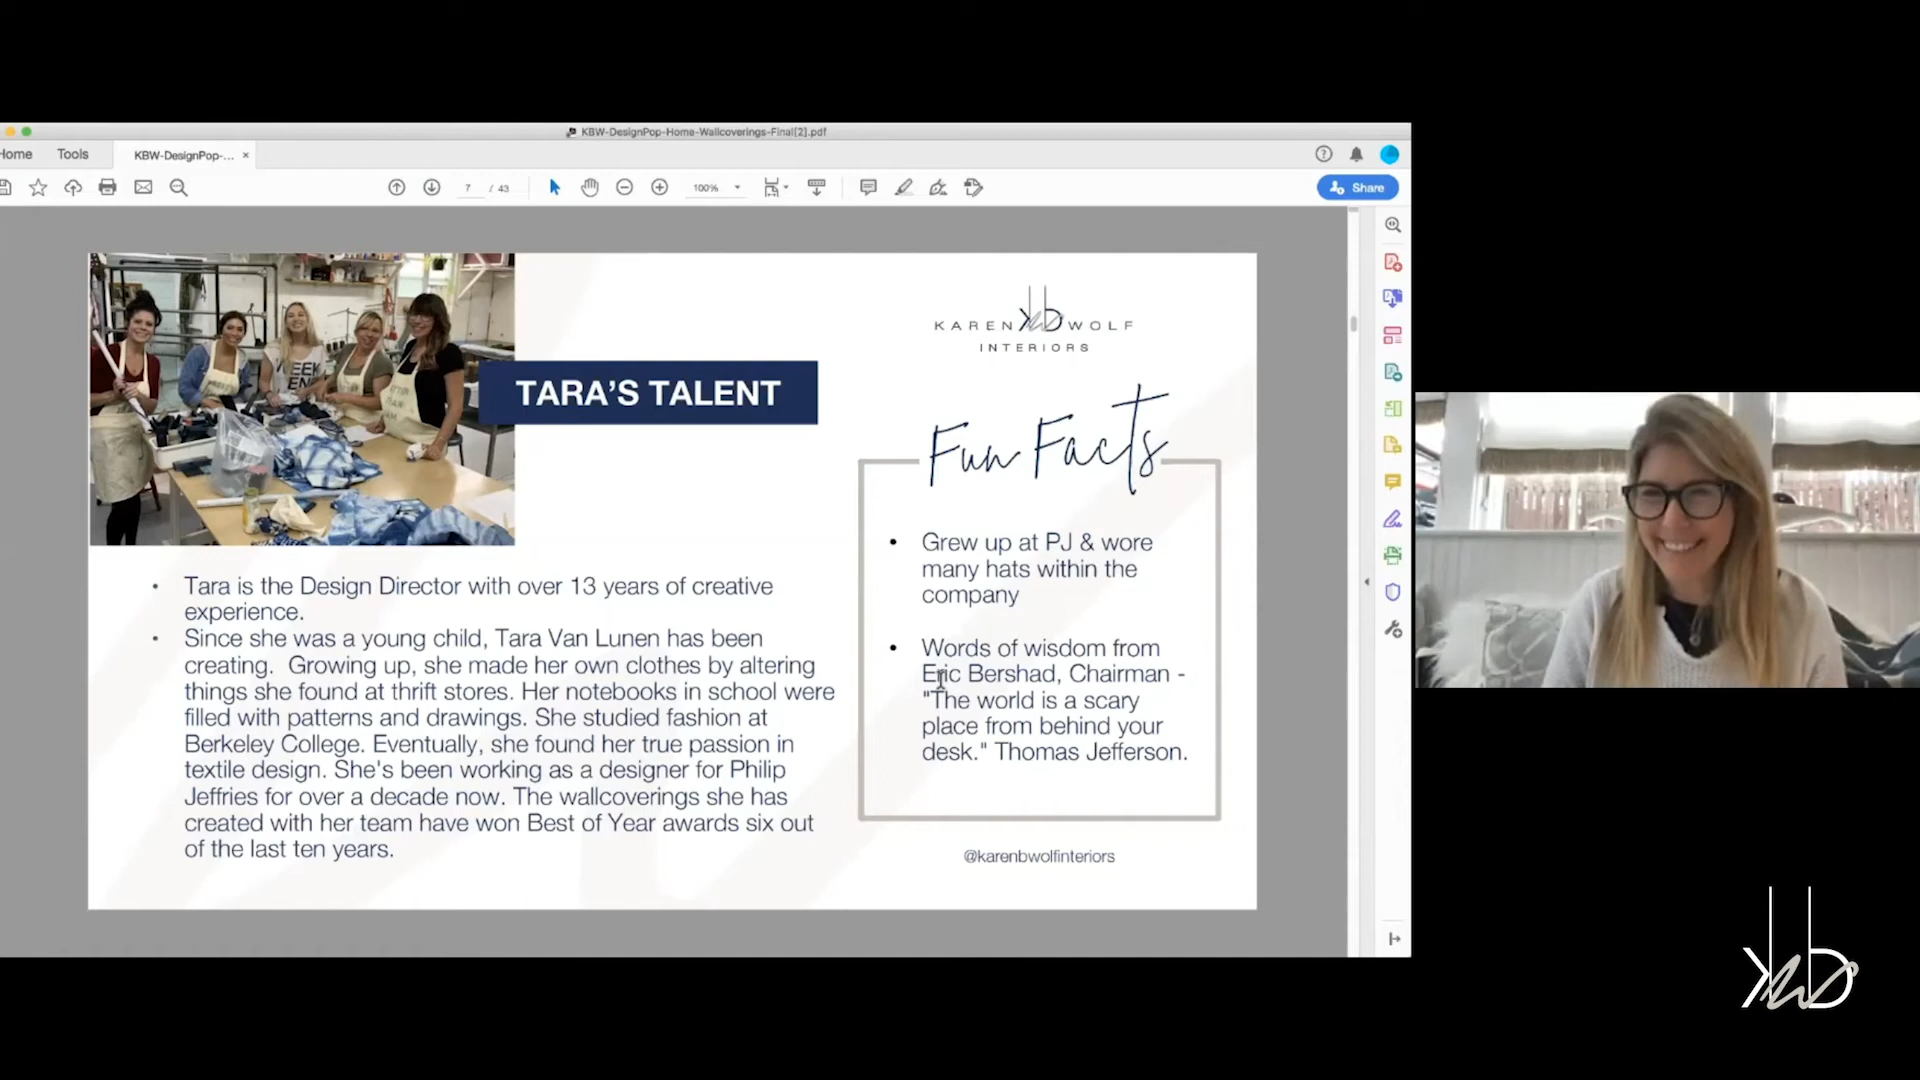 KBW-DesignPop-Home-Wallcoverings-Final[2].pdf
Home
Tools
KBW-DesignPop-...
7 / 43
100%
Share
KAREN WOLF
INTERIORS
TARA'S TALENT
Fun Facts
• Grew up at PJ & wore
many hats within the
company
• Words of wisdom from
Eric Bershad, Chairman -
"The world is a scary
place from behind your
desk." Thomas Jefferson.
@karenbwolfinteriors
• Tara is the Design Director with over 13 years of creative
experience.
• Since she was a young child, Tara Van Lunen has been
creating.  Growing up, she made her own clothes by altering
things she found at thrift stores. Her notebooks in school were
filled with patterns and drawings. She studied fashion at
Berkeley College. Eventually, she found her true passion in
textile design. She's been working as a designer for Philip
Jeffries for over a decade now. The wallcoverings she has
created with her team have won Best of Year awards six out
of the last ten years.